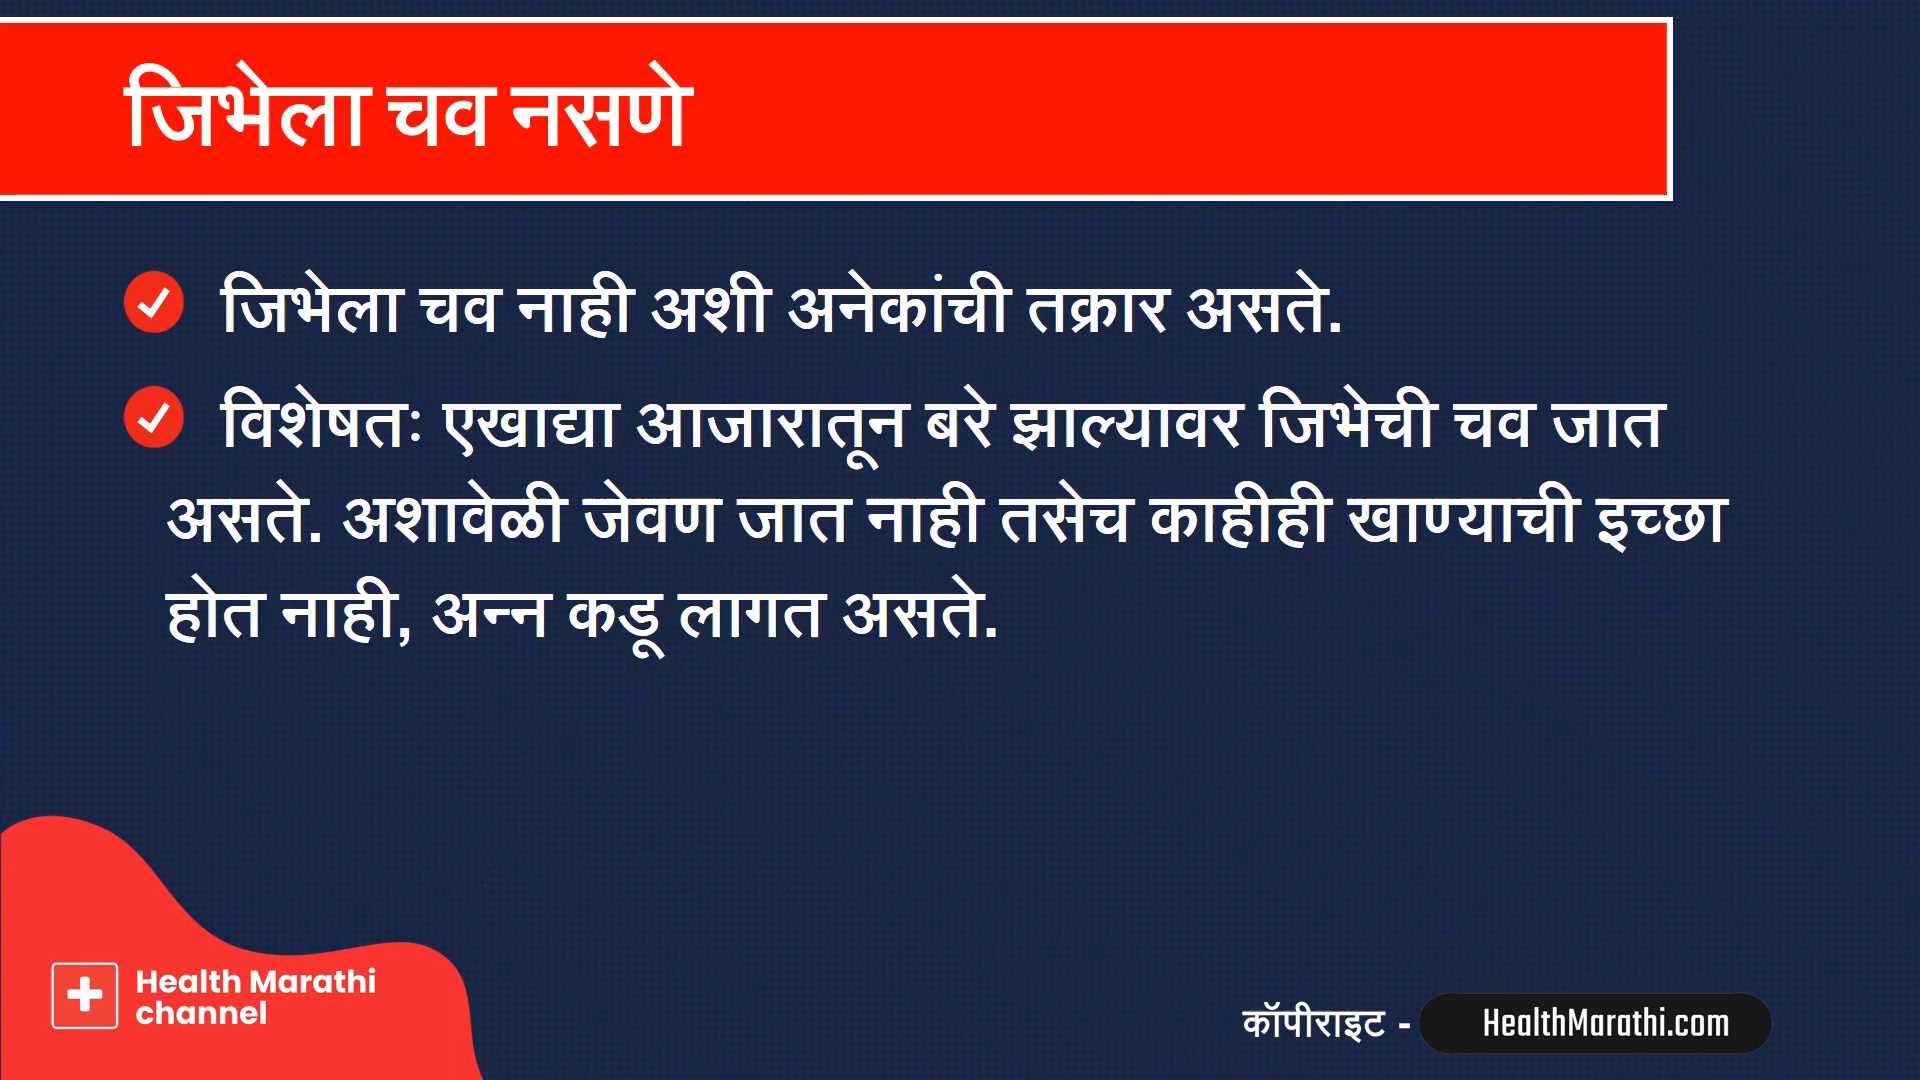 जिभेला चव नसणे
जिभेला चव नाही अशी अनेकांची तक्रार असते.
विशेषतः एखाद्या आजारातून बरे झाल्यावर जिभेची चव जात
असते. अशावेळी जेवण जात नाही तसेच काहीही खाण्याची इच्छा
होत नाही, अन्न कडू लागत असते.
Health Marathi
channel
कॉपीराइट - HealthMarathi.com